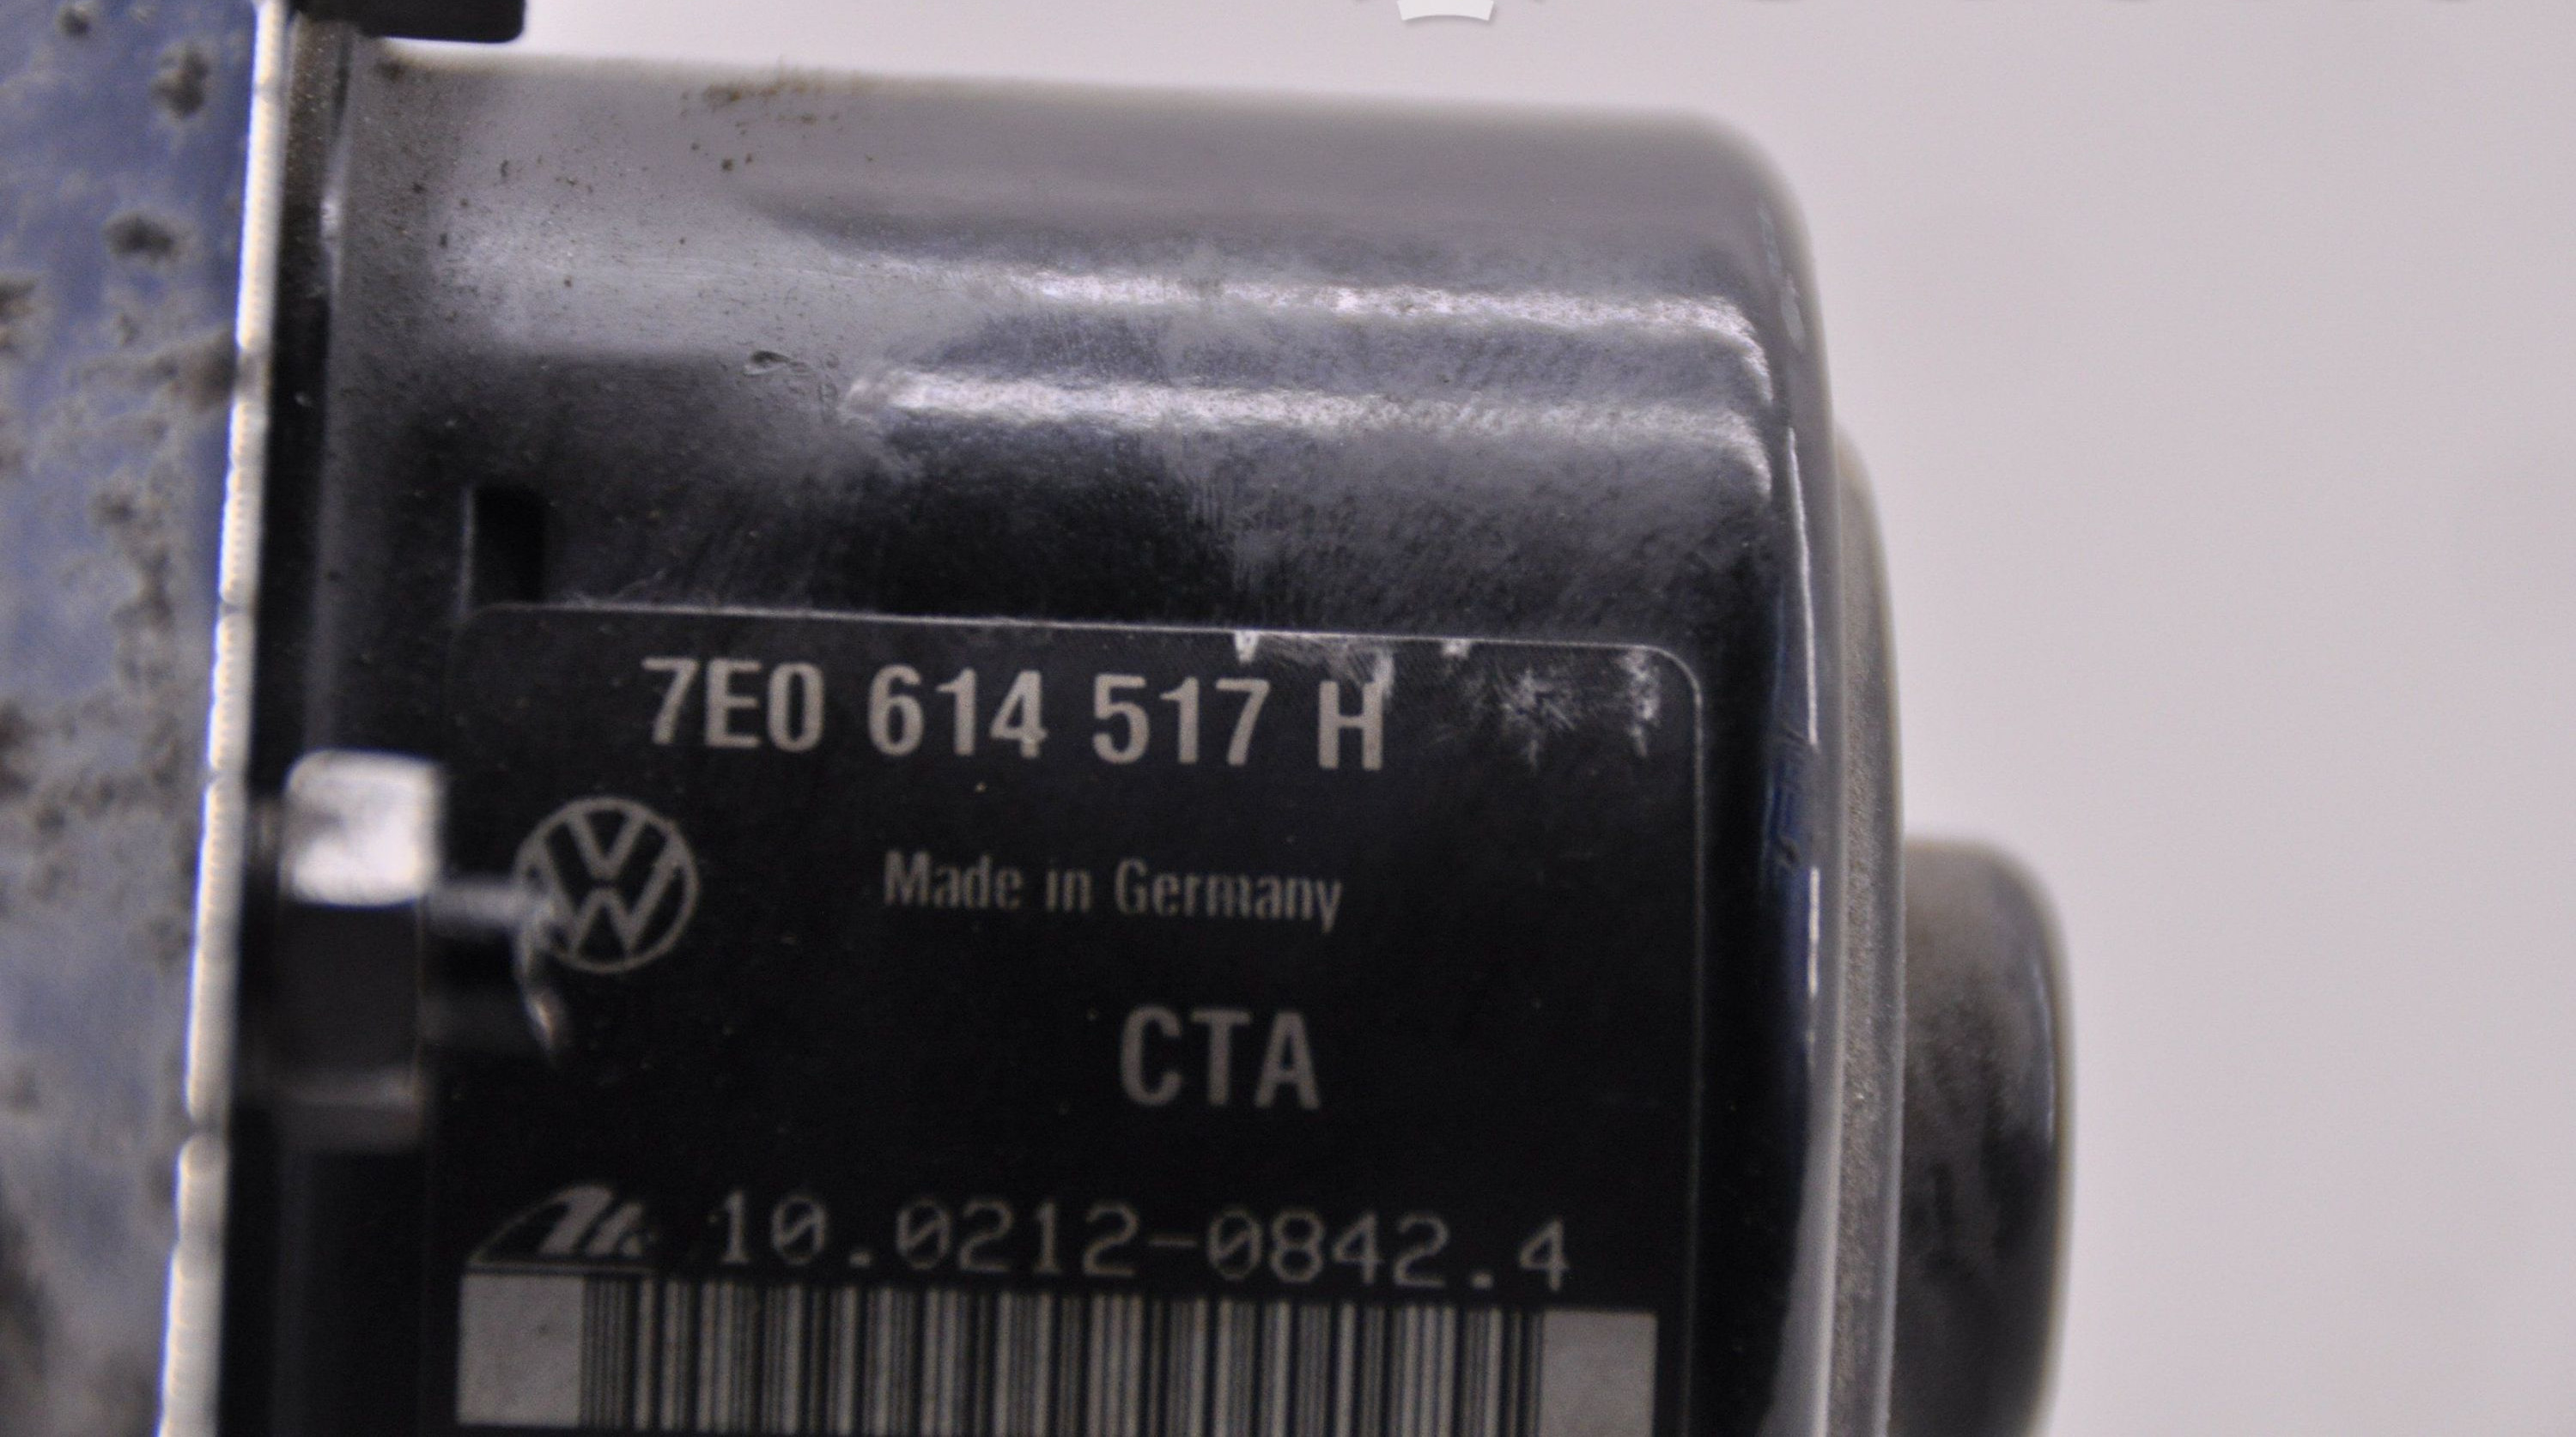 7E0 614 517 H
Made in Germany
CTA
10.0212-0842.4